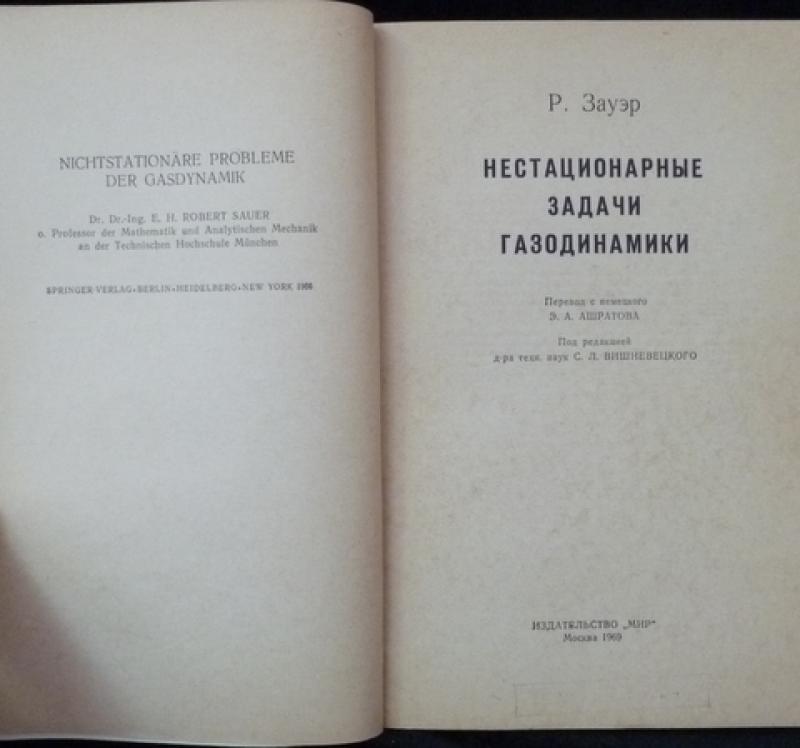 NICHTSTATIONÄRE PROBLEME
DER GASDYNAMIK
Dr. Dr.-Ing. E. H. ROBERT SAUER
o. Professor der Mathematik und Analytischen Mechanik
an der Technischen Hochschule München
SPRINGER-VERLAG • BERLIN • HEIDELBERG • NEW YORK 1966
Р. Зауэр
НЕСТАЦИОНАРНЫЕ
ЗАДАЧИ
ГАЗОДИНАМИКИ
Перевод с немецкого
Э. А. АШРАТОВА
Под редакцией
д-ра техн. наук С. Л. ВИШНЕВЕЦКОГО
ИЗДАТЕЛЬСТВО „МИР“
Москва 1969